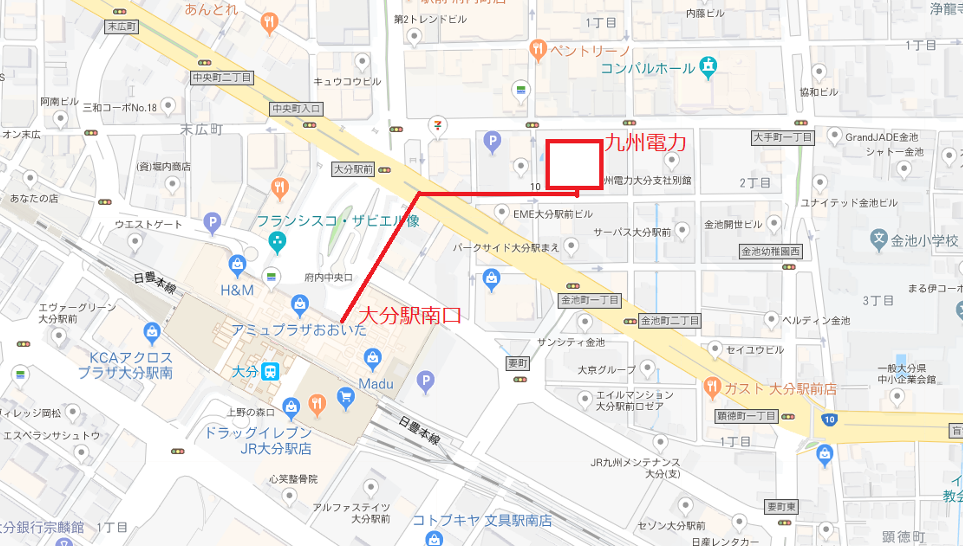 あんとれ
末広町
第2トレンドビル
1丁目
内藤ビル
ベントリーノ
コンパルホール
1丁目
中央町二丁目
キュウコウビル
阿南ビル
三和コーポNo.18
中央町入口
協和ビル
オン末広
末広町
大手町一丁目
GrandJADE金池
シャトー金池
九州電力
(資)堀内商店
大分駅前
10
州電力大分支社別館
2丁目
あなたの店
フランシスコ・ザビエル像
EME大分駅前ビル
ユナイテッド金池ビル
ウエストゲート
サーパス大分駅前
金池開世ビル
金池小学校
パークサイド大分駅まえ
金池幼稚園西
日豊本線
府内中央口
H&M
まる伊コーポ
エヴァーグリーン
大分駅前
金池町一丁目
3丁目
大分駅南口
アミュプラザおおいた
金池町二丁目
ベルディン金池
KCAアクロス
プラザ大分駅南
サンシティ金池
セイユウビル
大分
Madu
要町
大京グループ
一般大分県
中小企業会館
ガスト 大分駅前店
ヴィレッジ岡松
上野の森口
エイルマンション
大分駅前ロゼア
顕徳町一丁目
10
エスペランサシュトウ
ドラッグイレブン
JR大分駅店
日豊本線
1丁目
JR九州メンテナンス
大分(支)
心笑整骨院
アルファステイツ
大分駅前
要町東
大分銀行宗麟館
1丁目
コトブキヤ 文具駅南店
セゾン大分駅前
日産レンタカー
顕徳町